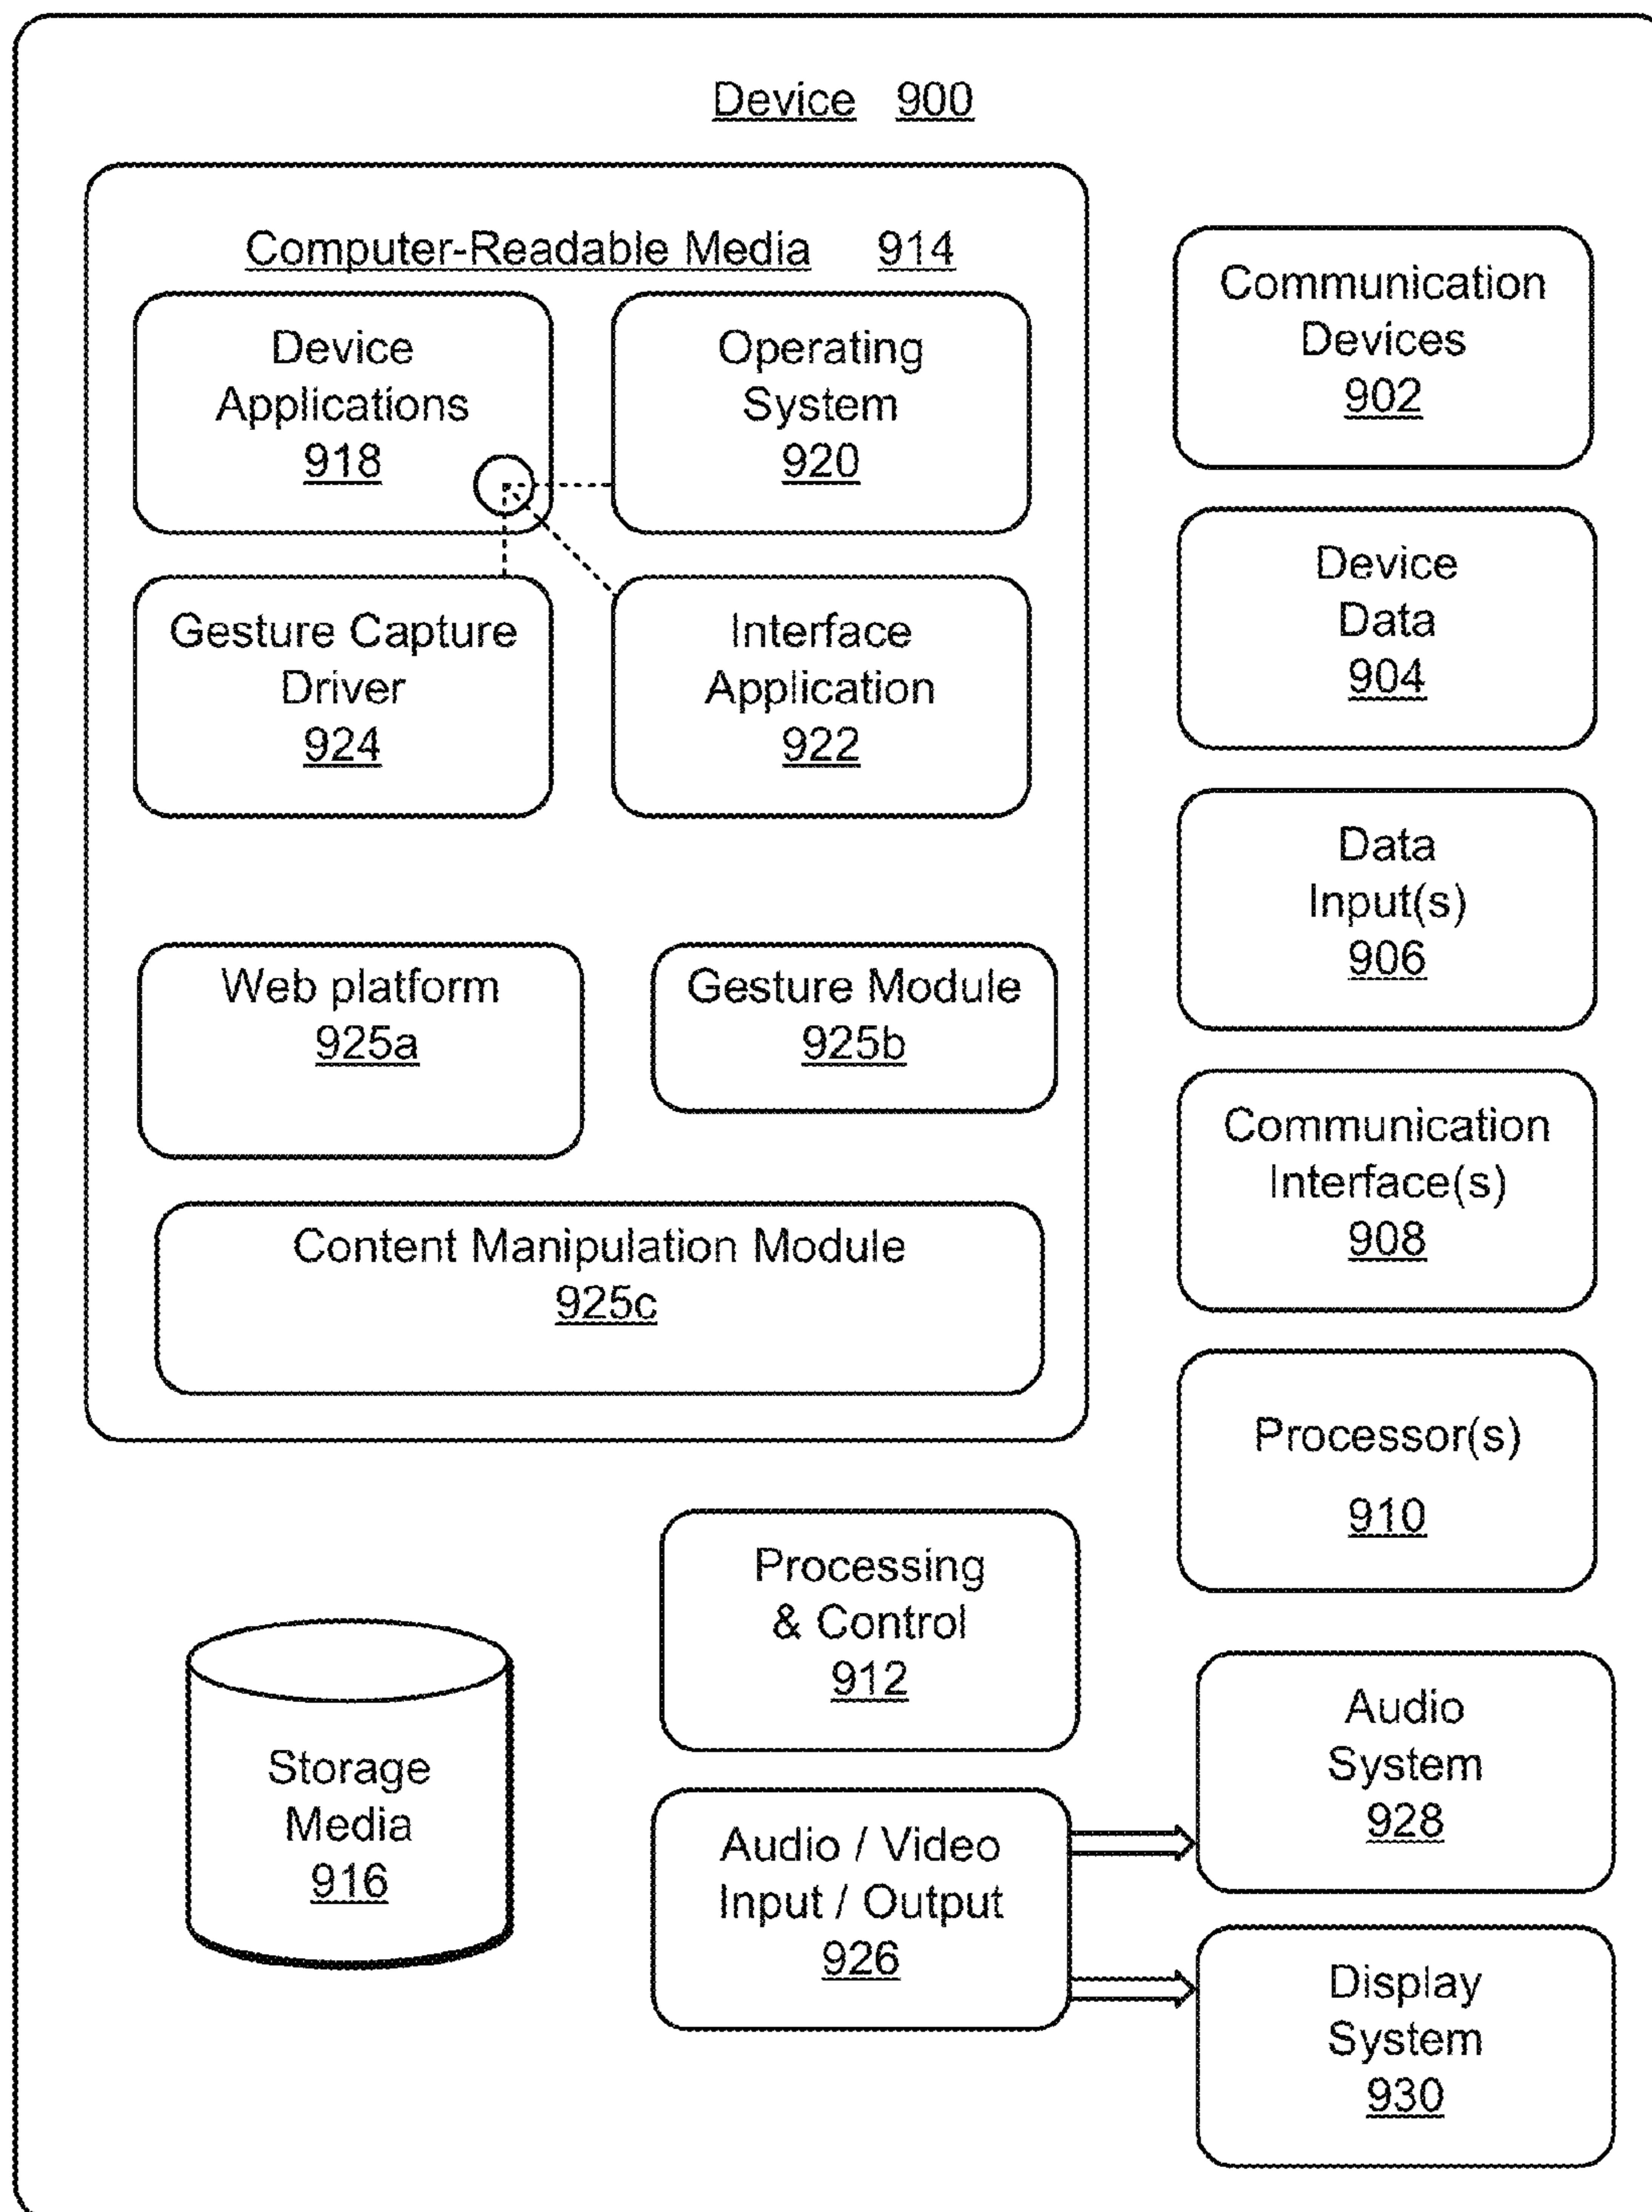 Device 900
Computer-Readable Media 914
Device
Applications
918
Operating
System
920
Gesture Capture
Driver
924
Interface
Application
922
Web platform
925a
Gesture Module
925b
Content Manipulation Module
925c
Communication
Devices
902
Device
Data
904
Data
Input(s)
906
Communication
Interface(s)
908
Processor(s)
910
Processing
& Control
912
Storage
Media
916
Audio / Video
Input / Output
926
Audio
System
928
Display
System
930